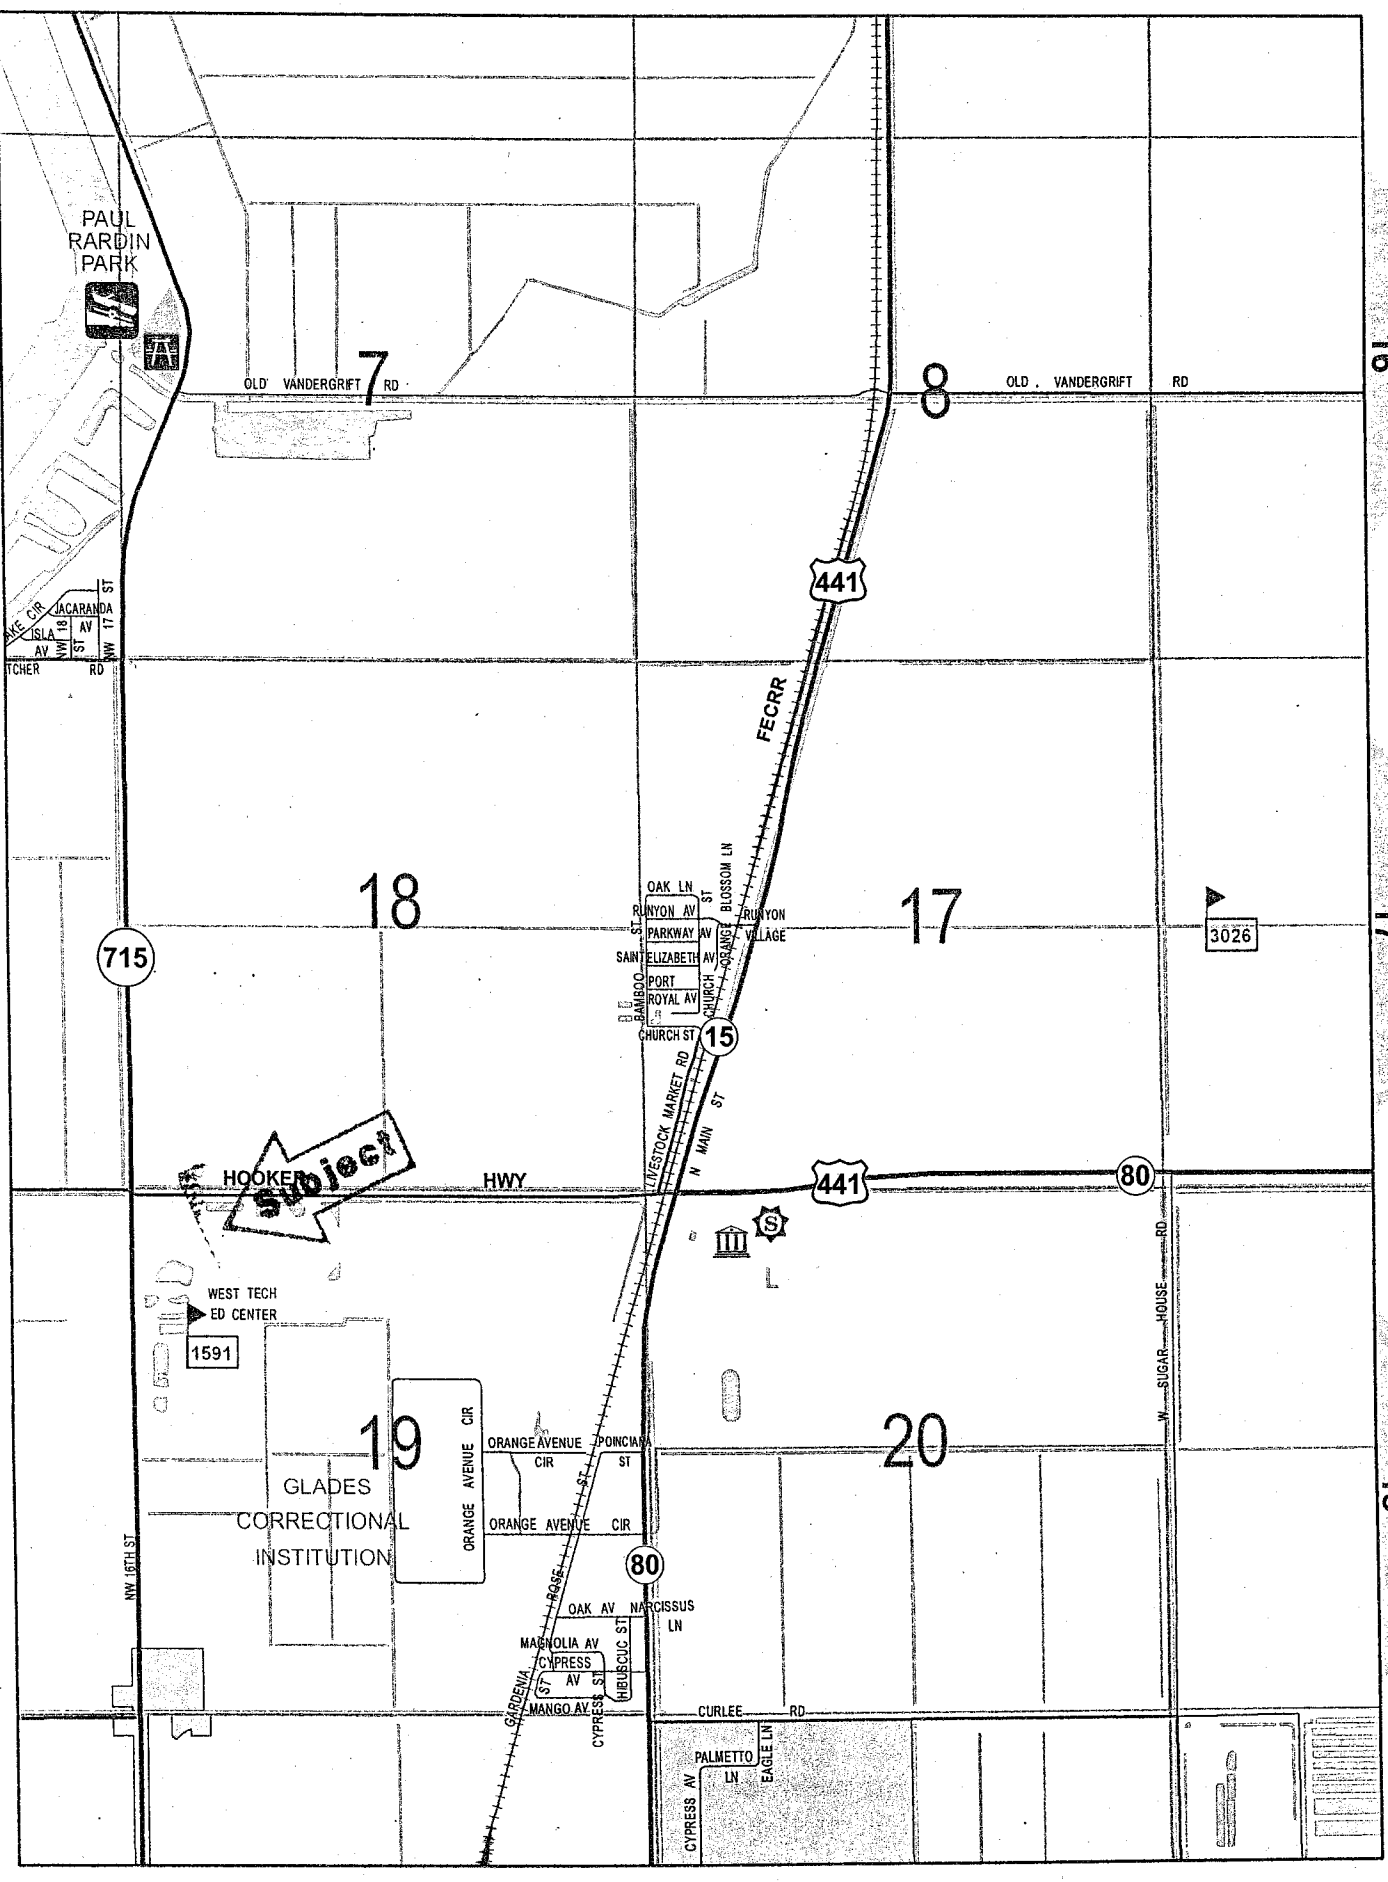 PAUL
RARDIN
PARK
7
8
OLD VANDERGRIFT RD
OLD . VANDERGRIFT RD
441
AKE CIR
JACARANDA
AV
ISLA
AV
NW 18
ST
NW 17
ST
TCHER RD
FECRR
18
17
OAK LN
ST
ORANGE BLOSSOM LN
RUNYON AV
RUNYON
VILLAGE
PARKWAY AV
SAINT ELIZABETH AV
BAMBOO
ST
PORT
ROYAL AV
CHURCH
CHURCH ST
3026
715
15
LIVESTOCK MARKET RD
N MAIN ST
HOOKER HWY
Subject
441
80
S
L
WEST TECH
ED CENTER
1591
W SUGAR HOUSE RD
19
20
GLADES
CORRECTIONAL
INSTITUTION
ORANGE AVENUE CIR
ORANGE AVENUE
CIR
POINCIANA
ST
ORANGE AVENUE CIR
NW 16TH ST
ROSE ST
80
OAK AV
NARCISSUS
LN
MAGNOLIA AV
CYPRESS
AV
ST
HIBUSCUC ST
CYPRESS ST
GARDENIA
MANGO AV
CURLEE RD
PALMETTO
LN
EAGLE LN
CYPRESS AV